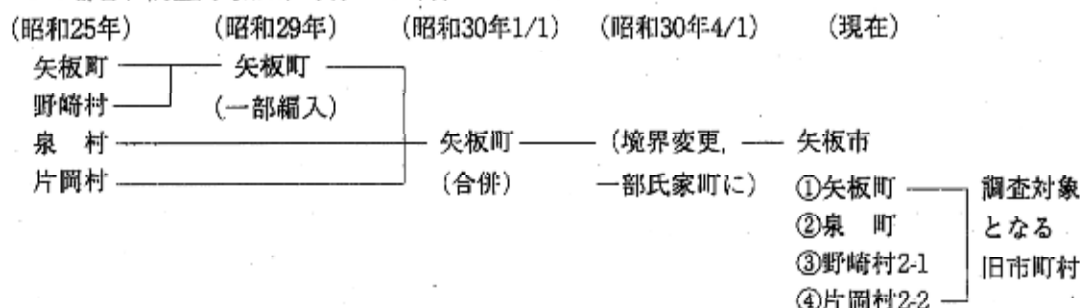 (昭和25年) (昭和29年) (昭和30年1/1) (昭和30年4/1) (現在)
矢板町 矢板町
野崎村 (一部編入)
泉 村 矢板町 (境界変更, 矢板市
片岡村 (合併) 一部氏家町に) ①矢板町 調査対象
②泉 町 となる
③野崎村2-1 旧市町村
④片岡村2-2